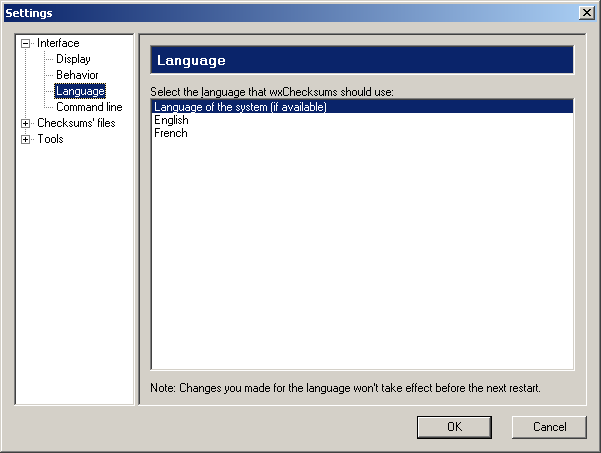 Settings
Interface
Display
Behavior
Language
Command line
Checksums' files
Tools
Language
Select the language that wxChecksums should use:
Language of the system (if available)
English
French
Note: Changes you made for the language won't take effect before the next restart.
OK
Cancel